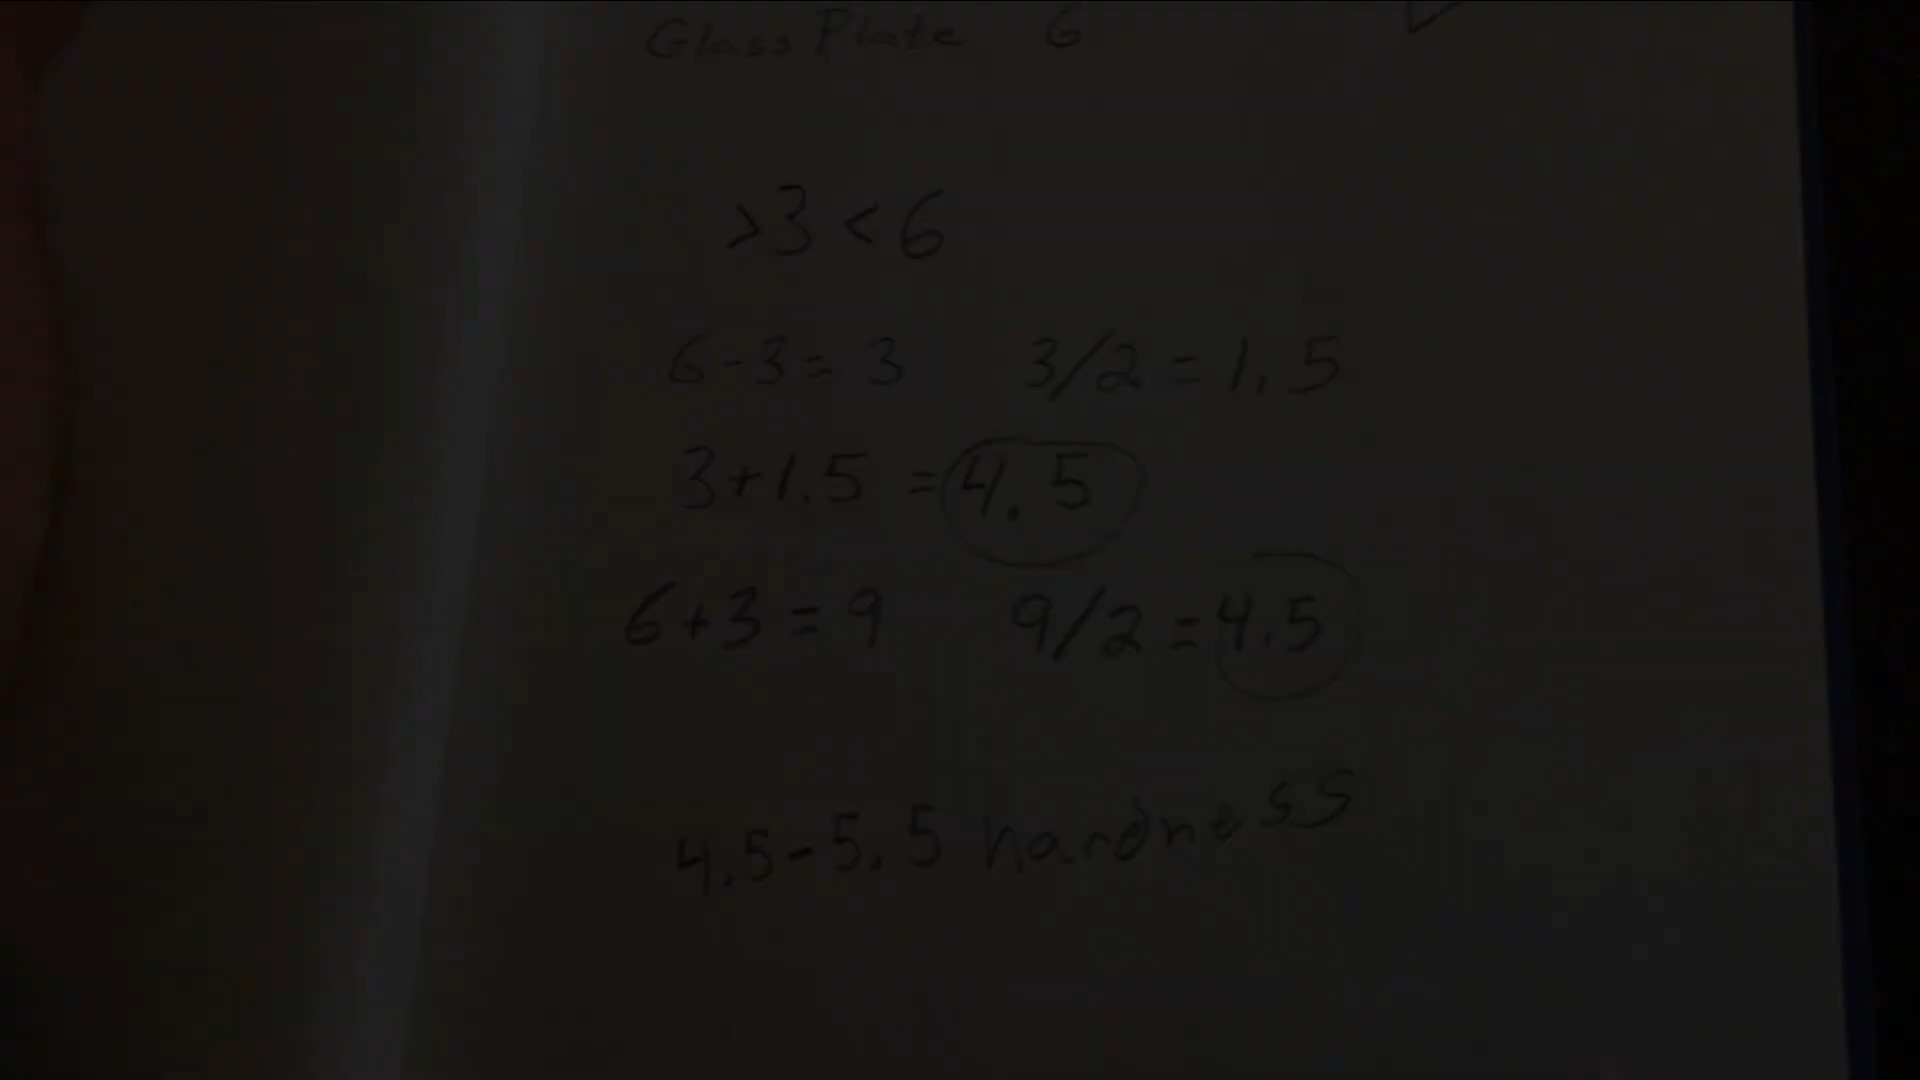 Glass Plate 6
>3 <6
6-3=3 3/2=1.5
3+1.5=4.5
6+3=9 9/2=4.5
4.5-5.5 hardness